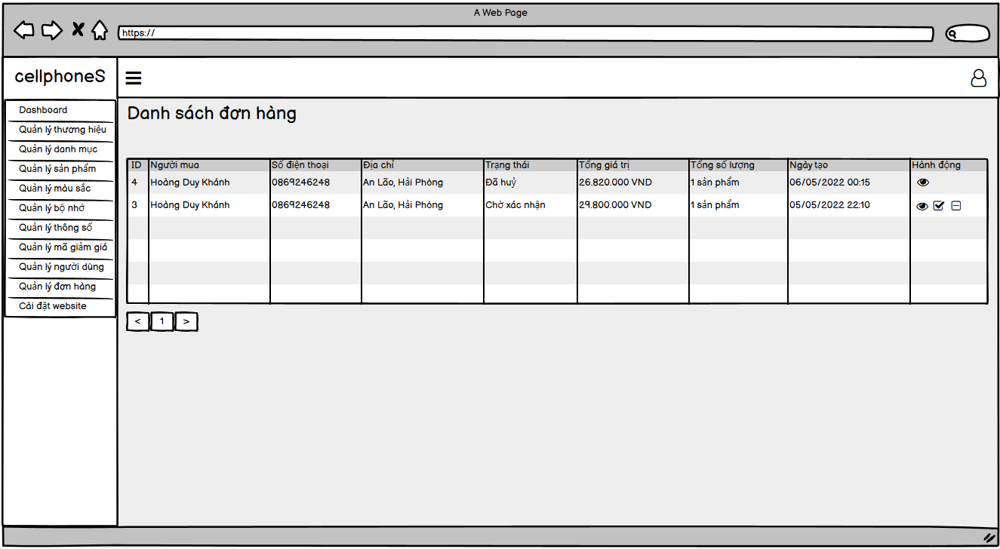 A Web Page
https://
cellphoneS
Dashboard
Quản lý thương hiệu
Quản lý danh mục
Quản lý sản phẩm
Quản lý màu sắc
Quản lý bộ nhớ
Quản lý thông số
Quản lý mã giảm giá
Quản lý người dùng
Quản lý đơn hàng
Cài đặt website
Danh sách đơn hàng
ID Người mua Số điện thoại Địa chỉ Trạng thái Tổng giá trị Tổng số lượng Ngày tạo Hành động
4 Hoàng Duy Khánh 0869246248 An Lão, Hải Phòng Đã huỷ 26.820.000 VND 1 sản phẩm 06/05/2022 00:15
3 Hoàng Duy Khánh 0869246248 An Lão, Hải Phòng Chờ xác nhận 29.800.000 VND 1 sản phẩm 05/05/2022 22:10
< 1 >